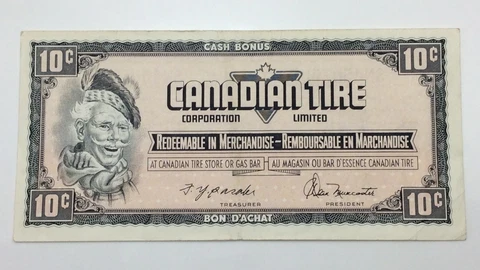 CASH BONUS
10¢ 10¢
CANADIAN TIRE
CORPORATION LIMITED
REDEEMABLE IN MERCHANDISE—REMBOURSABLE EN MARCHANDISE
AT CANADIAN TIRE STORE OR GAS BAR AU MAGASIN OU BAR D'ESSENCE CANADIAN TIRE
TREASURER PRESIDENT
10¢ 10¢
BON D'ACHAT